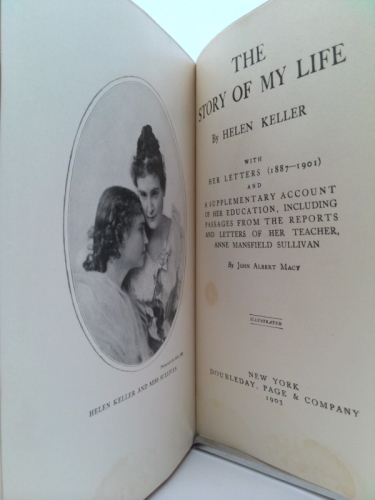 HELEN KELLER AND MISS SULLIVAN
THE
STORY OF MY LIFE
By HELEN KELLER
WITH
HER LETTERS (1887—1901)
AND
A SUPPLEMENTARY ACCOUNT
OF HER EDUCATION, INCLUDING
PASSAGES FROM THE REPORTS
AND LETTERS OF HER TEACHER,
ANNE MANSFIELD SULLIVAN
By John Albert Macy
ILLUSTRATED
NEW YORK
DOUBLEDAY, PAGE & COMPANY
1903